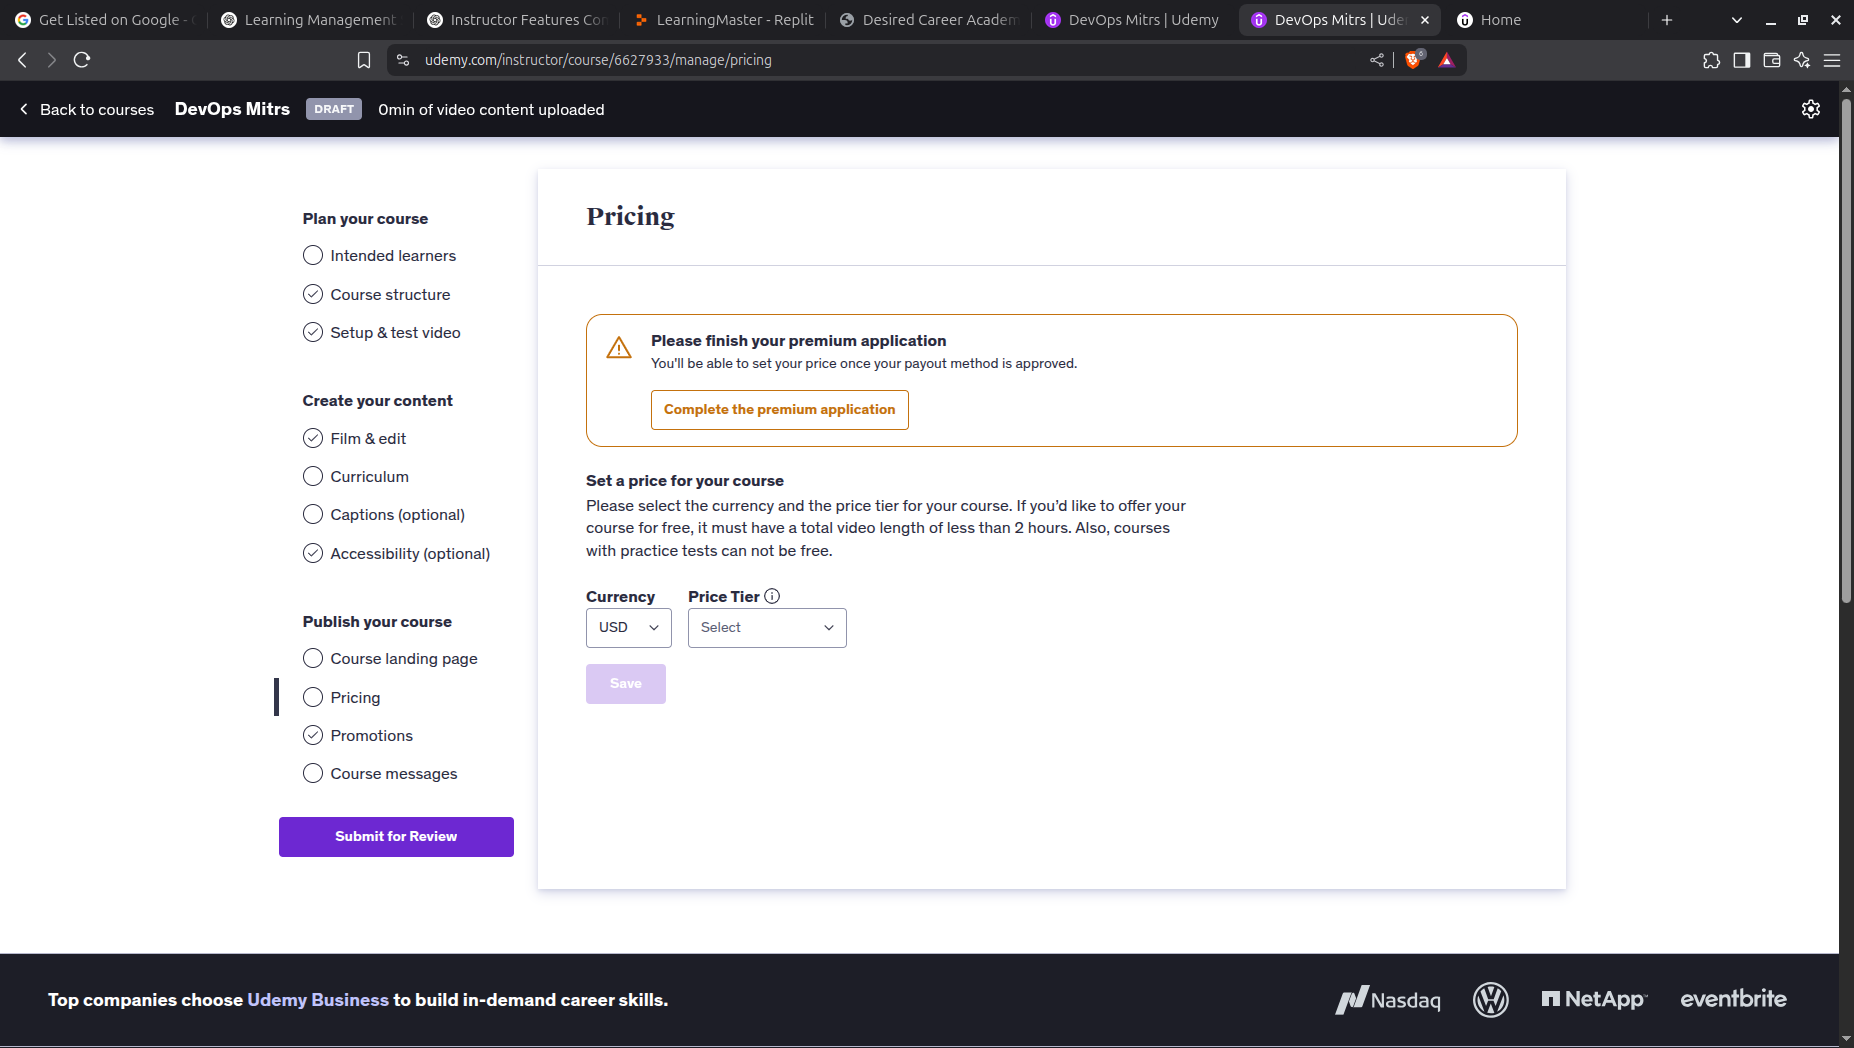 Get Listed on Google -
Learning Management
Instructor Features Con
LearningMaster - Replit
Desired Career Academ
DevOps Mitrs | Udemy
DevOps Mitrs | Ude
Home
udemy.com/instructor/course/6627933/manage/pricing
6
Back to courses
DevOps Mitrs
DRAFT
0min of video content uploaded
Plan your course
Intended learners
Course structure
Setup & test video
Create your content
Film & edit
Curriculum
Captions (optional)
Accessibility (optional)
Publish your course
Course landing page
Pricing
Promotions
Course messages
Submit for Review
Pricing
Please finish your premium application
You'll be able to set your price once your payout method is approved.
Complete the premium application
Set a price for your course
Please select the currency and the price tier for your course. If you’d like to offer your
course for free, it must have a total video length of less than 2 hours. Also, courses
with practice tests can not be free.
Currency
Price Tier
USD
Select
Save
Top companies choose Udemy Business to build in-demand career skills.
Nasdaq
NetApp
eventbrite